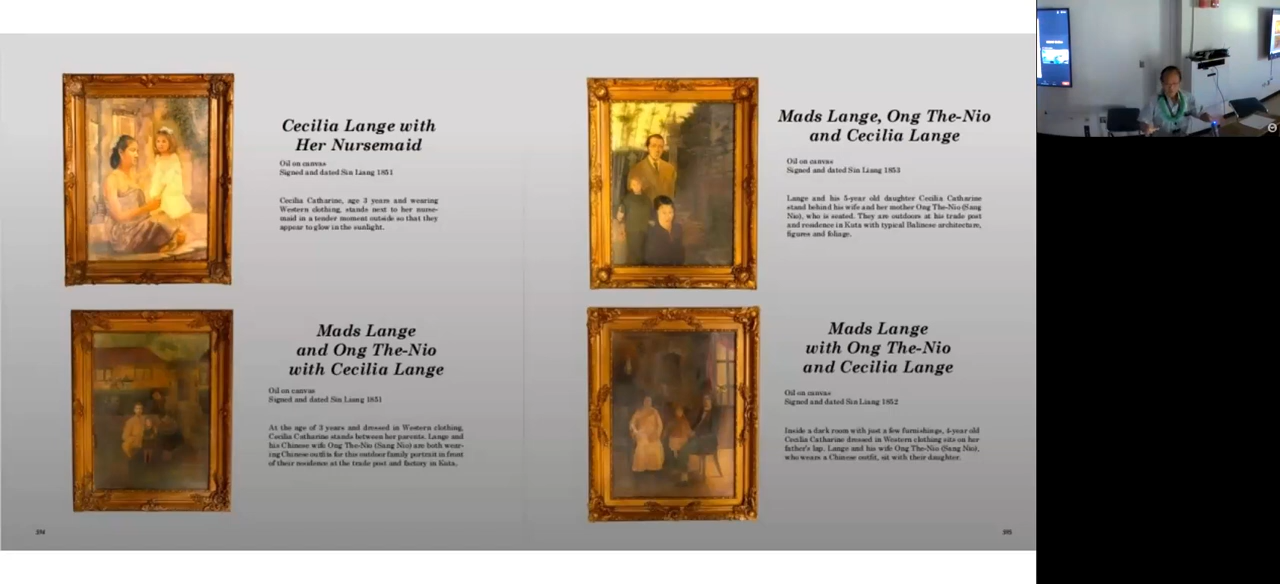 Cecilia Lange with
Her Nursemaid
Oil on canvas
Signed and dated Sin Liang 1851
Cecilia Catharine, age 3 years and wearing
Western clothing, stands next to her nurse-
maid in a tender moment outside so that they
appear to glow in the sunlight.
Mads Lange
and Ong The-Nio
with Cecilia Lange
Oil on canvas
Signed and dated Sin Liang 1851
At the age of 3 years and dressed in Western clothing,
Cecilia Catharine stands between her parents. Lange and
his Chinese wife Ong The-Nio (Sang Nio) are both wear-
ing Chinese outfits for this outdoor family portrait in front
of their residence at the trade post and factory in Kuta.
Mads Lange, Ong The-Nio
and Cecilia Lange
Oil on canvas
Signed and dated Sin Liang 1853
Lange and his 5-year old daughter Cecilia Catharine
stand behind his wife and her mother Ong The-Nio (Sang
Nio), who is seated. They are outdoors at his trade post
and residence in Kuta with typical Balinese architecture,
figures and foliage.
Mads Lange
with Ong The-Nio
and Cecilia Lange
Oil on canvas
Signed and dated Sin Liang 1852
Inside a dark room with just a few furnishings, 4-year old
Cecilia Catharine dressed in Western clothing sits on her
father's lap. Lange and his wife Ong The-Nio (Sang Nio),
who wears a Chinese outfit, sit with their daughter.